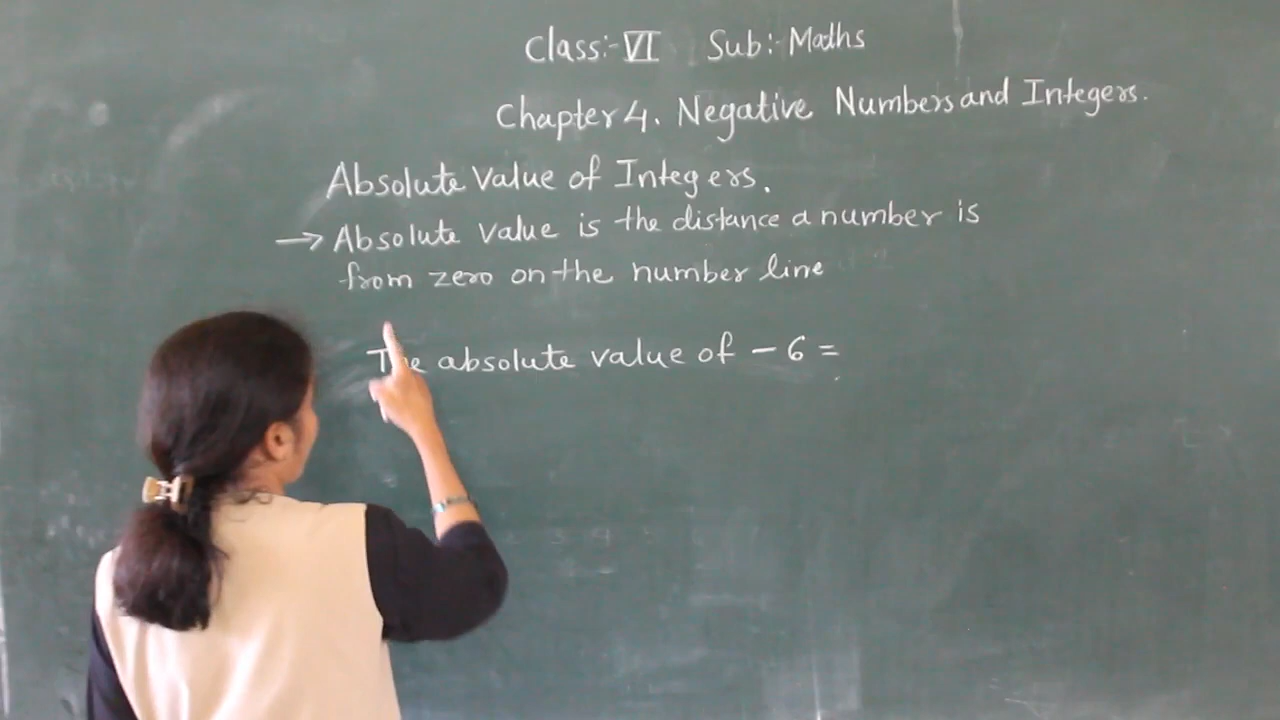 Class:- VI Sub:- Maths
Chapter 4. Negative Numbers and Integers.
Absolute Value of Integers.
→ Absolute value is the distance a number is
from zero on the number line
The absolute value of - 6 =